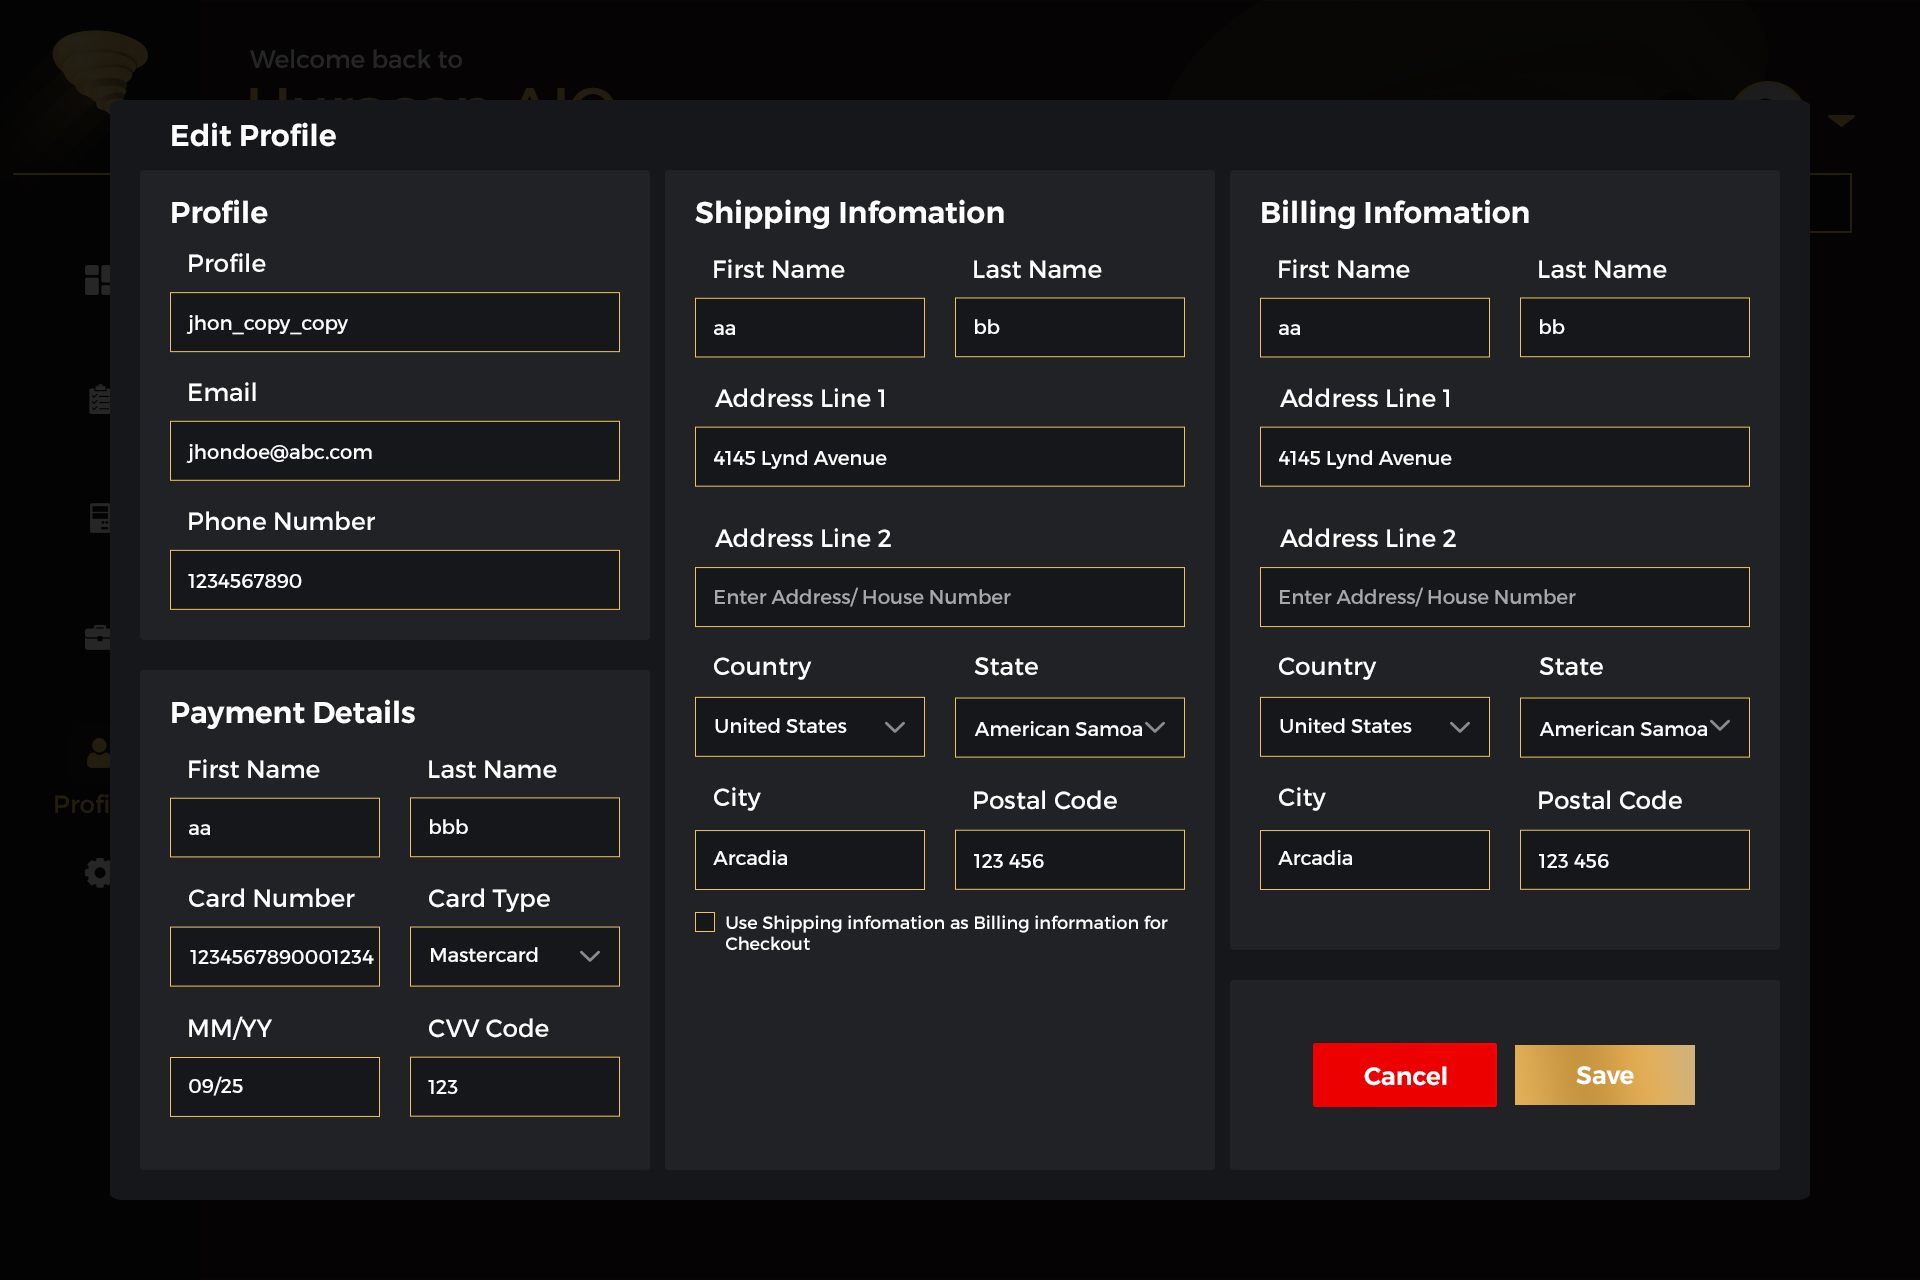 Welcome back to
Edit Profile
Profile
Profile
jhon_copy_copy
Email
jhondoe@abc.com
Phone Number
1234567890
Payment Details
First Name
Last Name
aa
bbb
Card Number
Card Type
1234567890001234
Mastercard
MM/YY
CVV Code
09/25
123
Shipping Infomation
First Name
Last Name
aa
bb
Address Line 1
4145 Lynd Avenue
Address Line 2
Enter Address/ House Number
Country
State
United States
American Samoa
City
Postal Code
Arcadia
123 456
Use Shipping infomation as Billing information for
Checkout
Billing Infomation
First Name
Last Name
aa
bb
Address Line 1
4145 Lynd Avenue
Address Line 2
Enter Address/ House Number
Country
State
United States
American Samoa
City
Postal Code
Arcadia
123 456
Cancel
Save